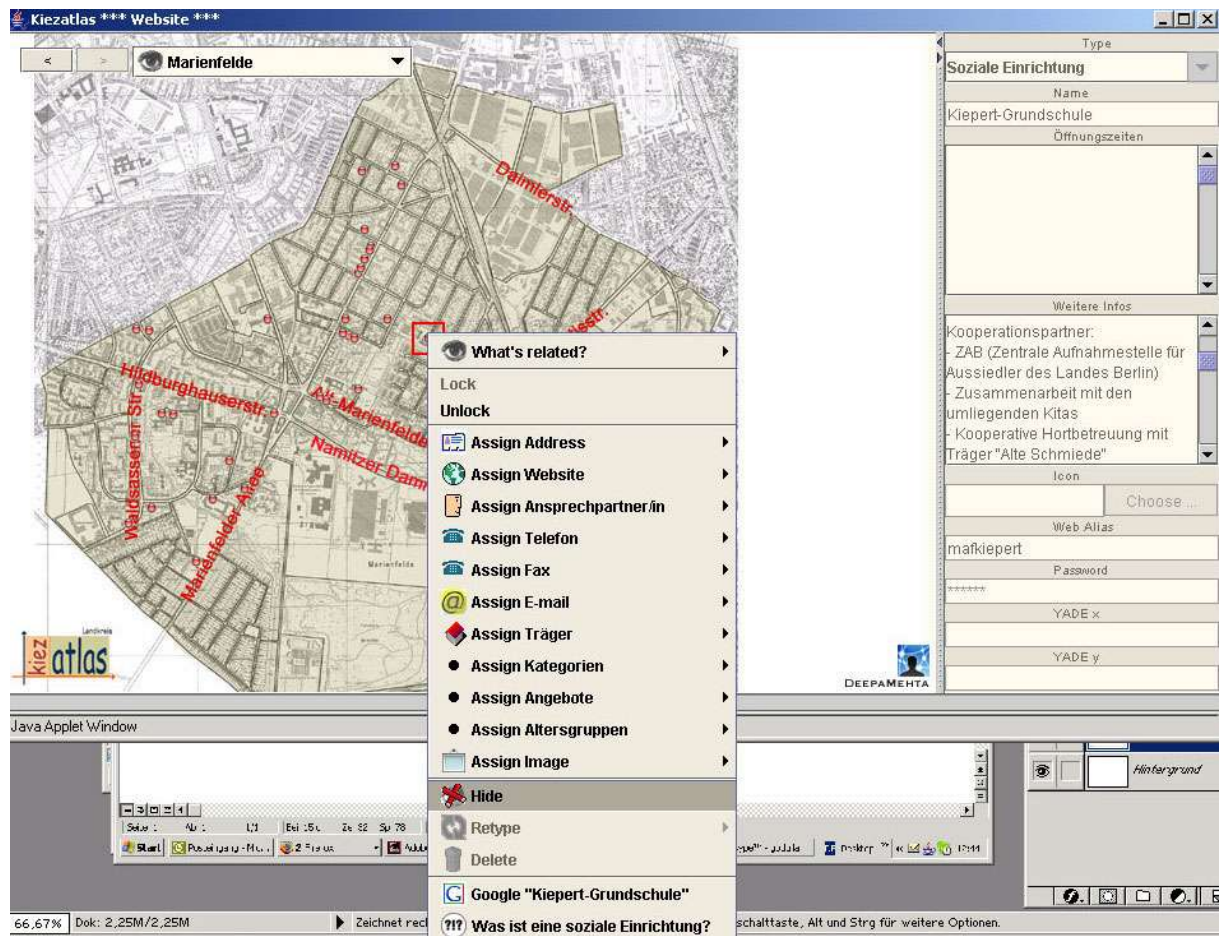 Kiezatlas *** Website ***
< > Marienfelde
Daimlerstr.
Hildburghauserstr.
Alt-Marienfelde
Namitzer Damm
Waldsassener Str.
Marienfelder Allee
Marienfelde
Landkreis
kiez atlas
DEEPAMEHTA
What's related?
Lock
Unlock
Assign Address
Assign Website
Assign Ansprechpartner/in
Assign Telefon
Assign Fax
Assign E-mail
Assign Träger
Assign Kategorien
Assign Angebote
Assign Altersgruppen
Assign Image
Hide
Retype
Delete
Google "Kiepert-Grundschule"
Was ist eine soziale Einrichtung?
Type
Soziale Einrichtung
Name
Kiepert-Grundschule
Öffnungszeiten
Weitere Infos
Kooperationspartner:
- ZAB (Zentrale Aufnahmestelle für
Aussiedler des Landes Berlin)
- Zusammenarbeit mit den
umliegenden Kitas
- Kooperative Hortbetreuung mit
Träger "Alte Schmiede"
Icon
Choose ...
Web Alias
mafkiepert
Password
******
YADE x
YADE y
Java Applet Window
Hintergrund
Start
66,67% Dok: 2,25M/2,25M
Zeichnet
schalttaste, Alt und Strg für weitere Optionen.